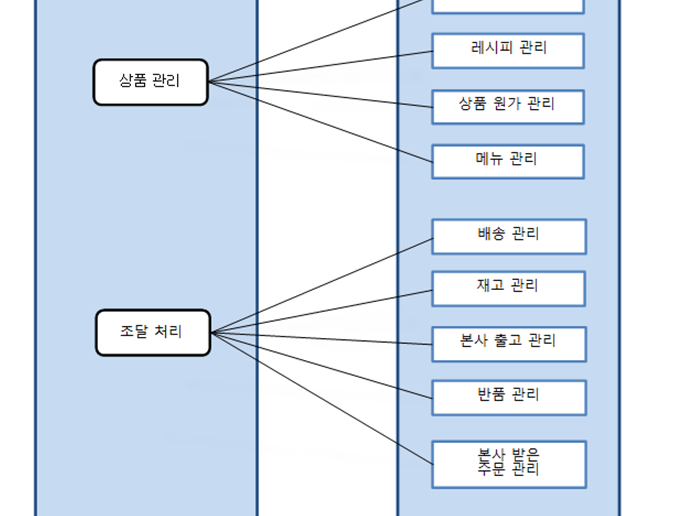 상품 관리
레시피 관리
상품 원가 관리
메뉴 관리
조달 처리
배송 관리
재고 관리
본사 출고 관리
반품 관리
본사 받은
주문 관리